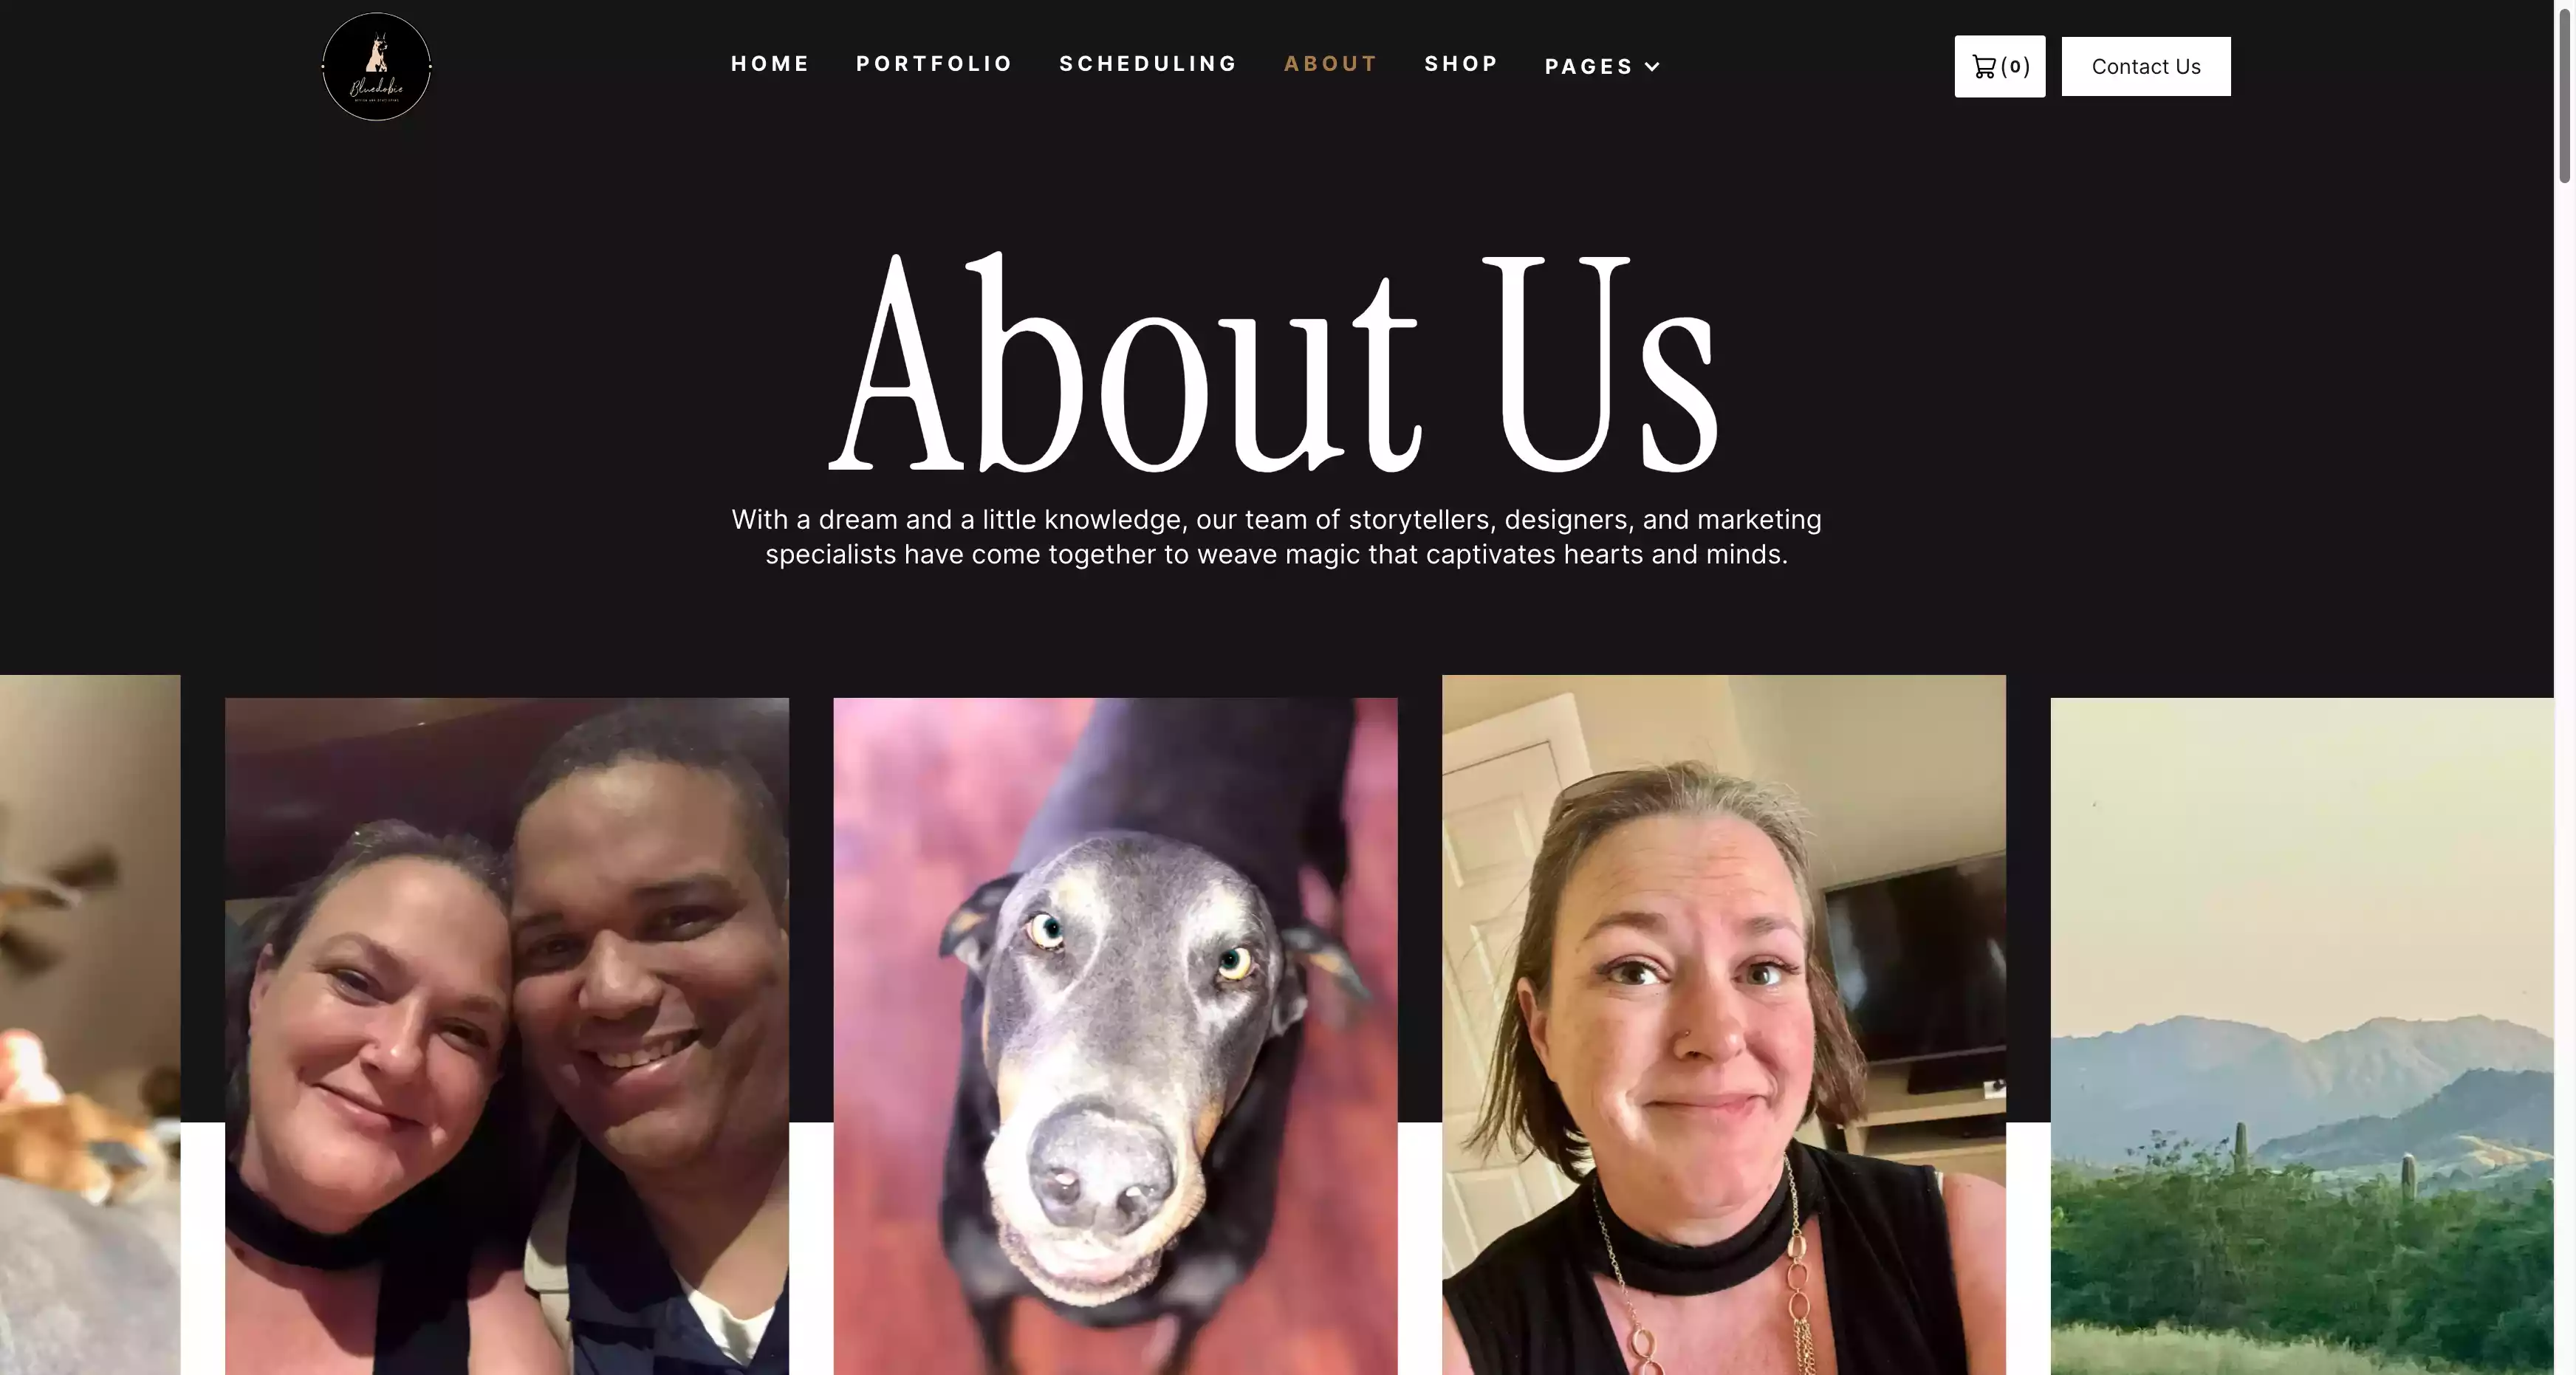 Bluedobie
HOME PORTFOLIO SCHEDULING ABOUT SHOP PAGES
(0)
Contact Us
About Us
With a dream and a little knowledge, our team of storytellers, designers, and marketing
specialists have come together to weave magic that captivates hearts and minds.